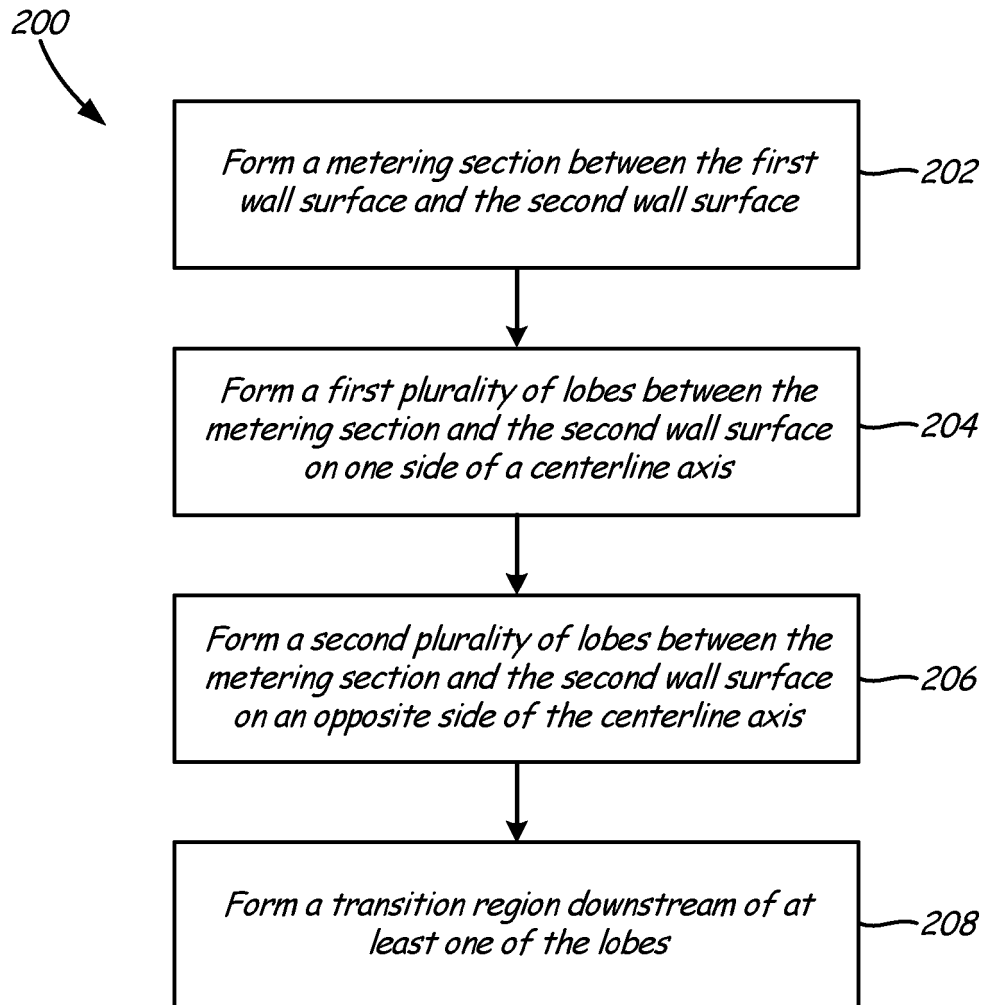 200
Form a metering section between the first
wall surface and the second wall surface
202
Form a first plurality of lobes between the
metering section and the second wall surface
on one side of a centerline axis
204
Form a second plurality of lobes between the
metering section and the second wall surface
on an opposite side of the centerline axis
206
Form a transition region downstream of at
least one of the lobes
208